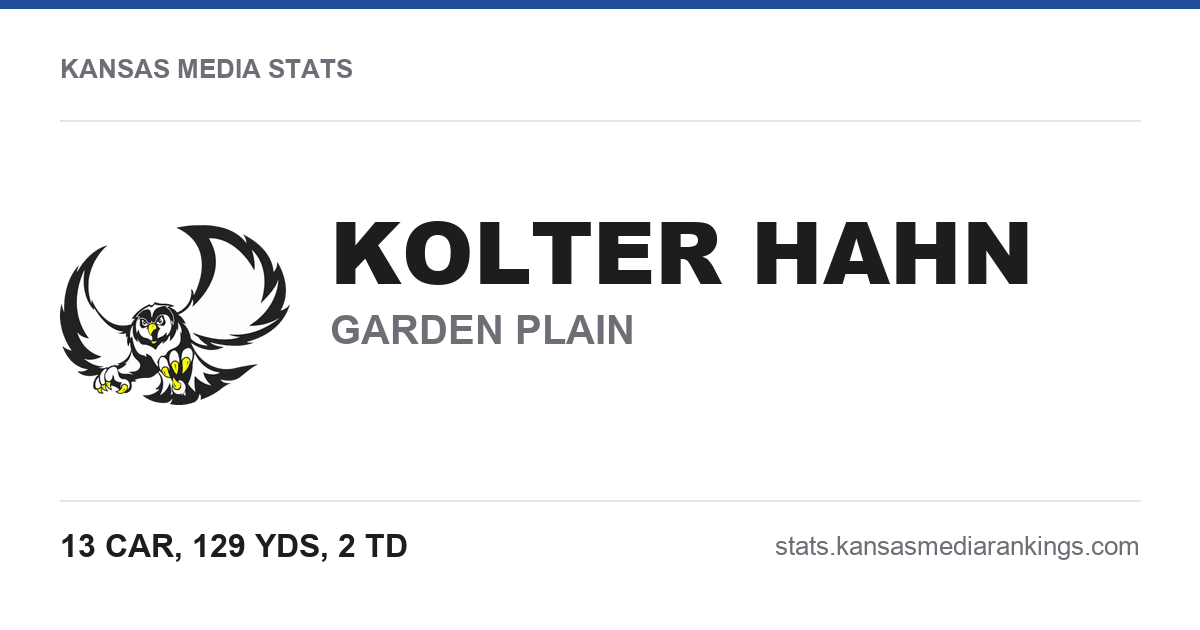 KANSAS MEDIA STATS
KOLTER HAHN
GARDEN PLAIN
13 CAR, 129 YDS, 2 TD
stats.kansasmediarankings.com